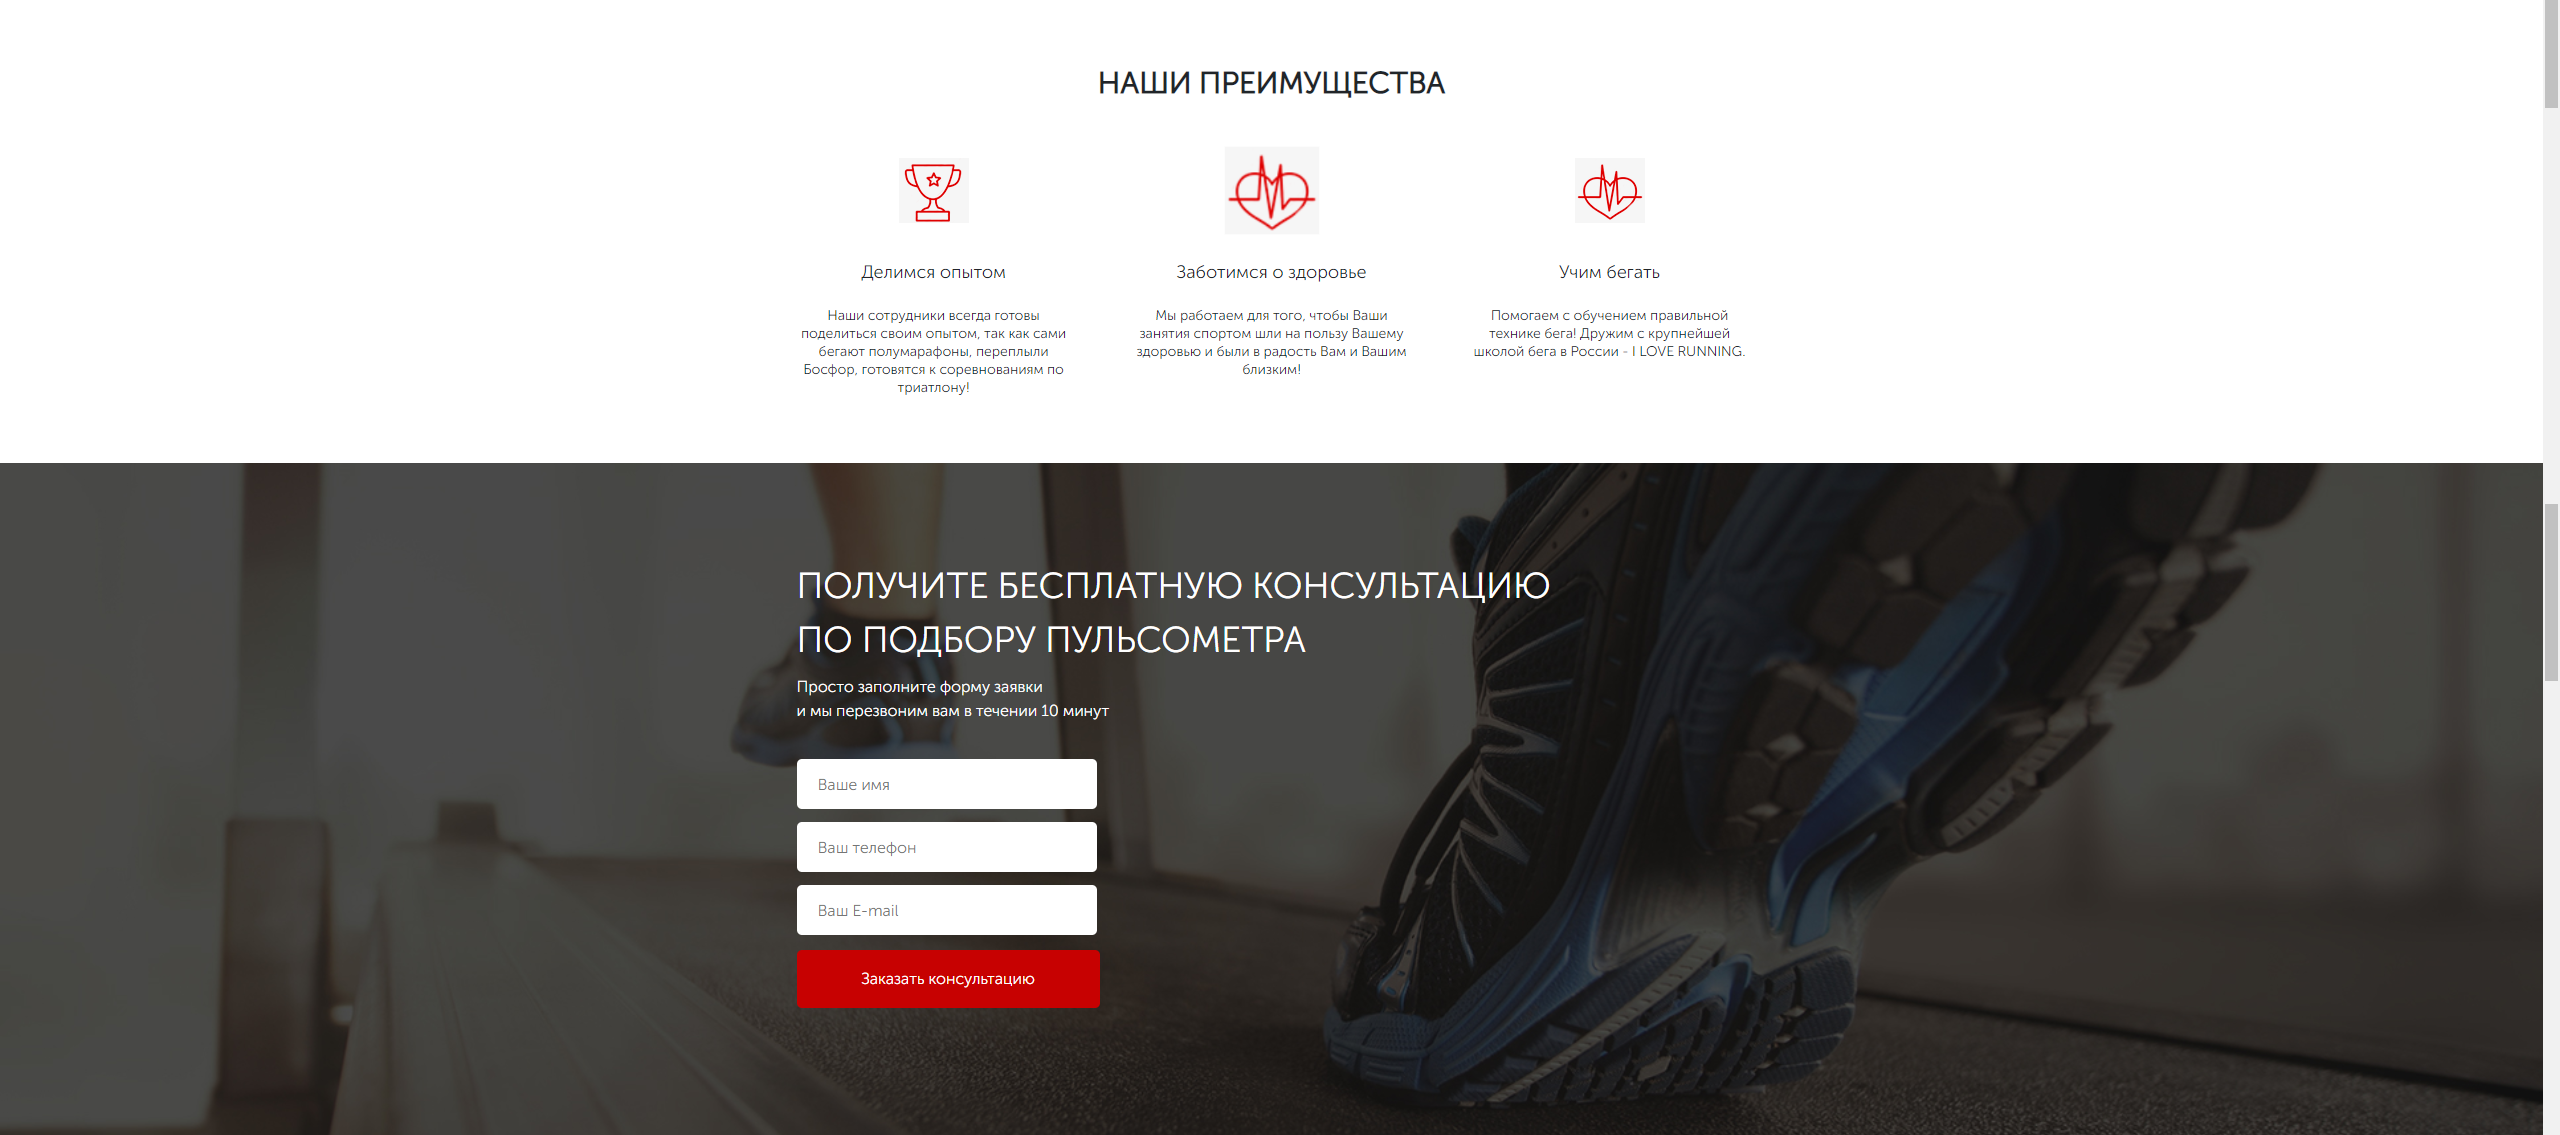 НАШИ ПРЕИМУЩЕСТВА
Делимся опытом
Наши сотрудники всегда готовы
поделиться своим опытом, так как сами
бегают полумарафоны, переплыли
Босфор, готовятся к соревнованиям по
триатлону!
Заботимся о здоровье
Мы работаем для того, чтобы Ваши
занятия спортом шли на пользу Вашему
здоровью и были в радость Вам и Вашим
близким!
Учим бегать
Помогаем с обучением правильной
технике бега! Дружим с крупнейшей
школой бега в России - I LOVE RUNNING.
ПОЛУЧИТЕ БЕСПЛАТНУЮ КОНСУЛЬТАЦИЮ
ПО ПОДБОРУ ПУЛЬСОМЕТРА
Просто заполните форму заявки
и мы перезвоним вам в течении 10 минут
Ваше имя
Ваш телефон
Ваш E-mail
Заказать консультацию